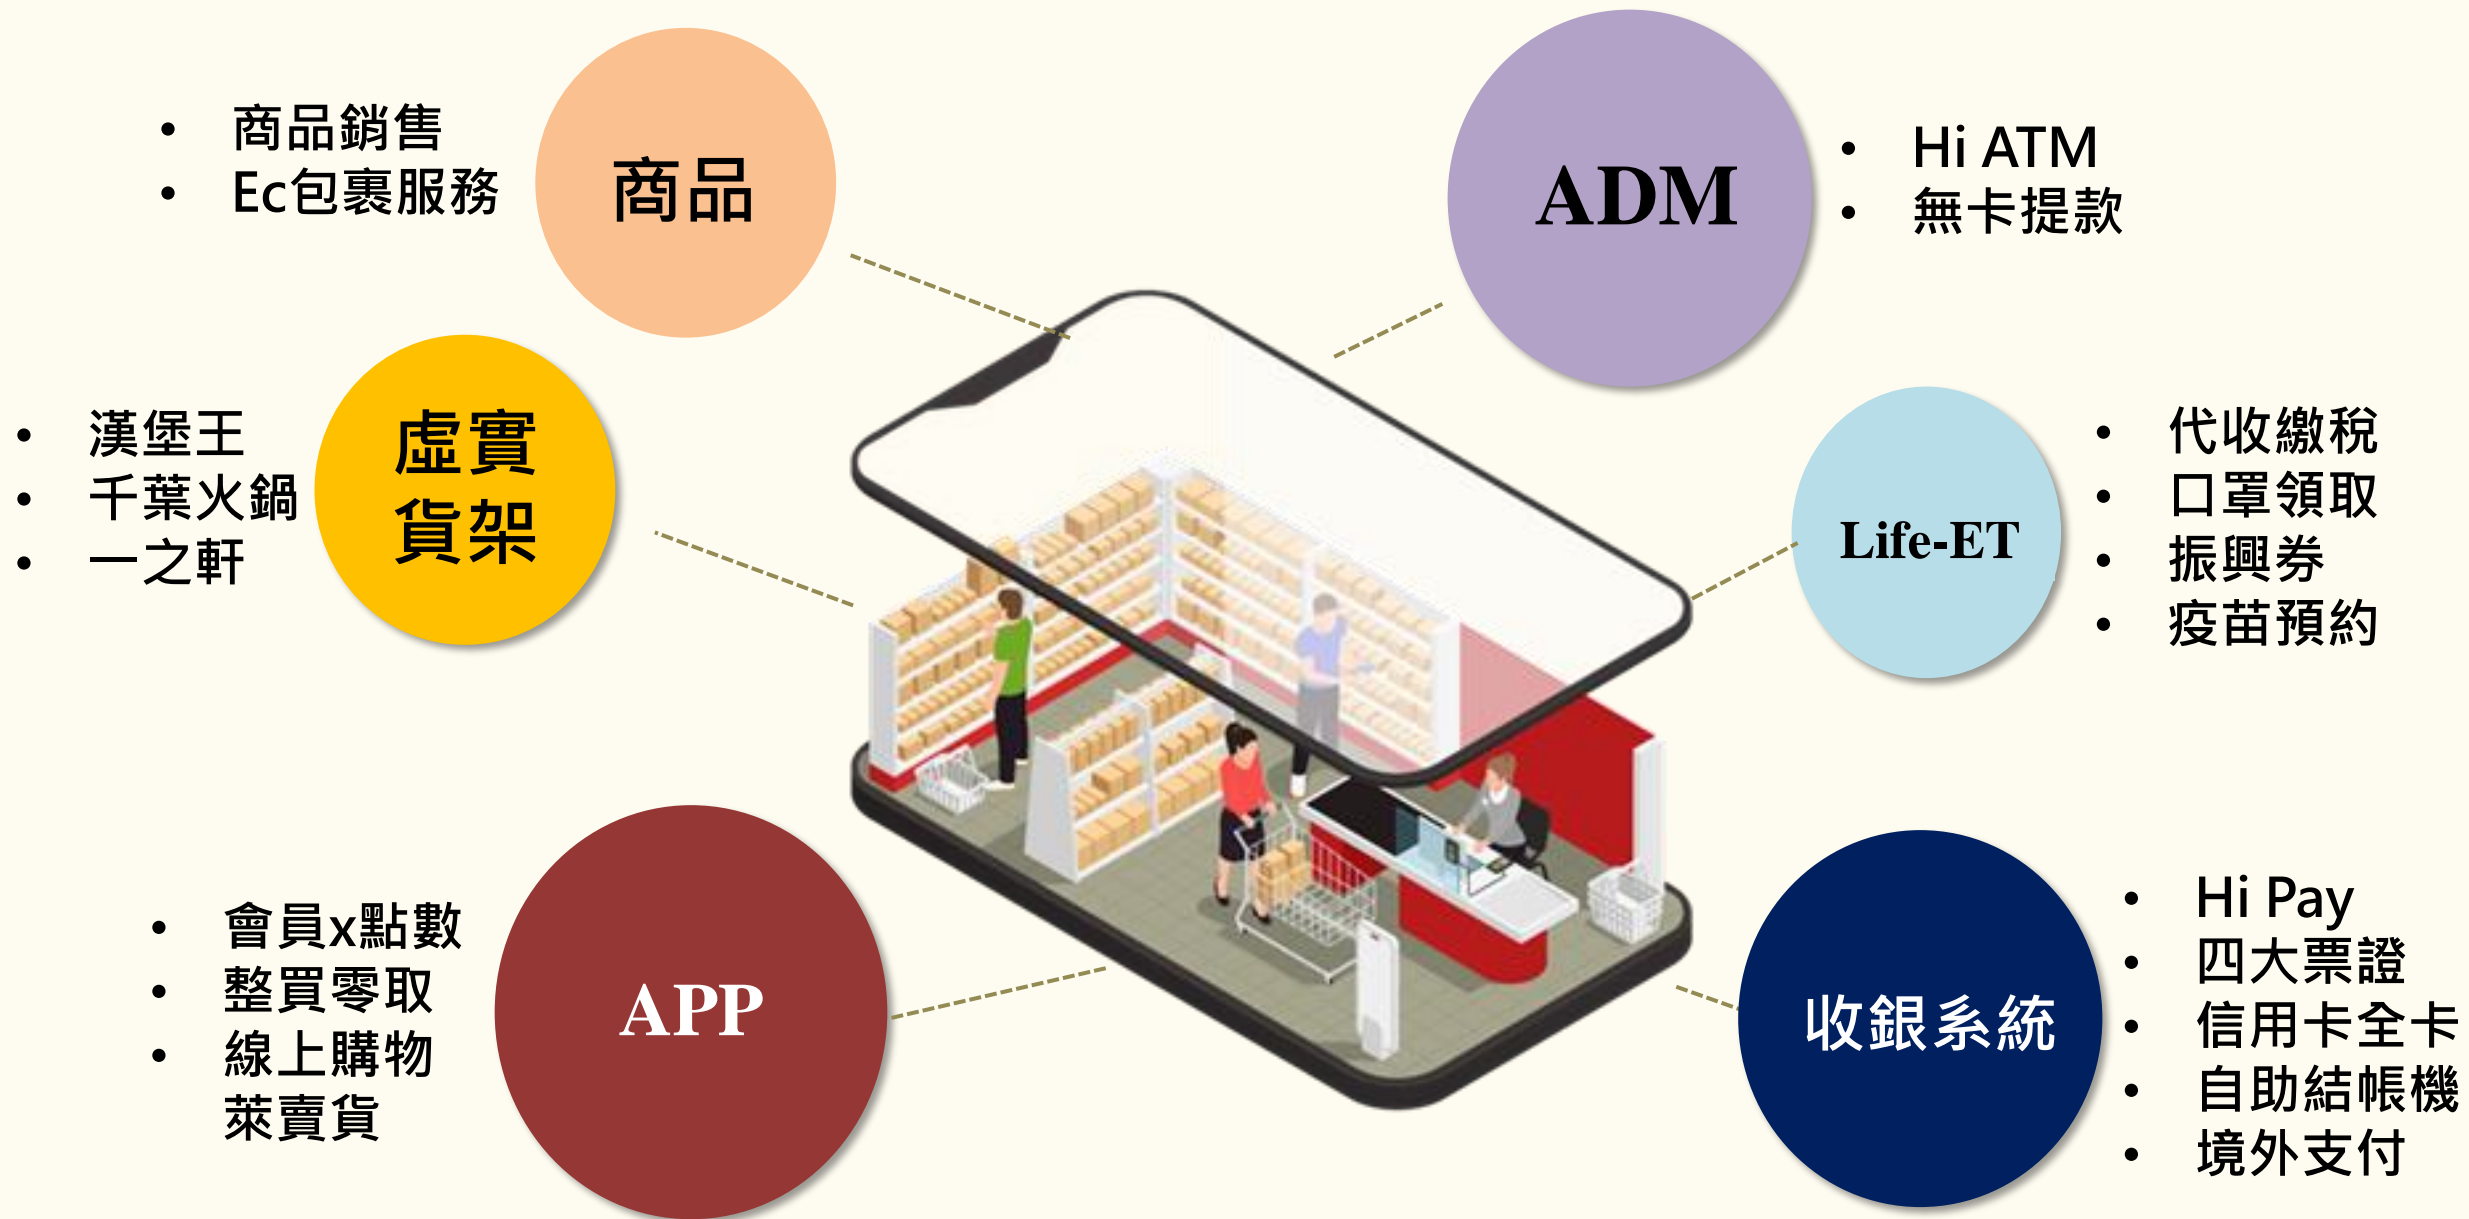 • 商品銷售
• Ec包裹服務
商品
ADM
• Hi ATM
• 無卡提款
• 漢堡王
• 千葉火鍋
• 一之軒
虛實
貨架
Life-ET
• 代收繳稅
• 口罩領取
• 振興券
• 疫苗預約
• 會員x點數
• 整買零取
• 線上購物
萊賣貨
APP
收銀系統
• Hi Pay
• 四大票證
• 信用卡全卡
• 自助結帳機
• 境外支付